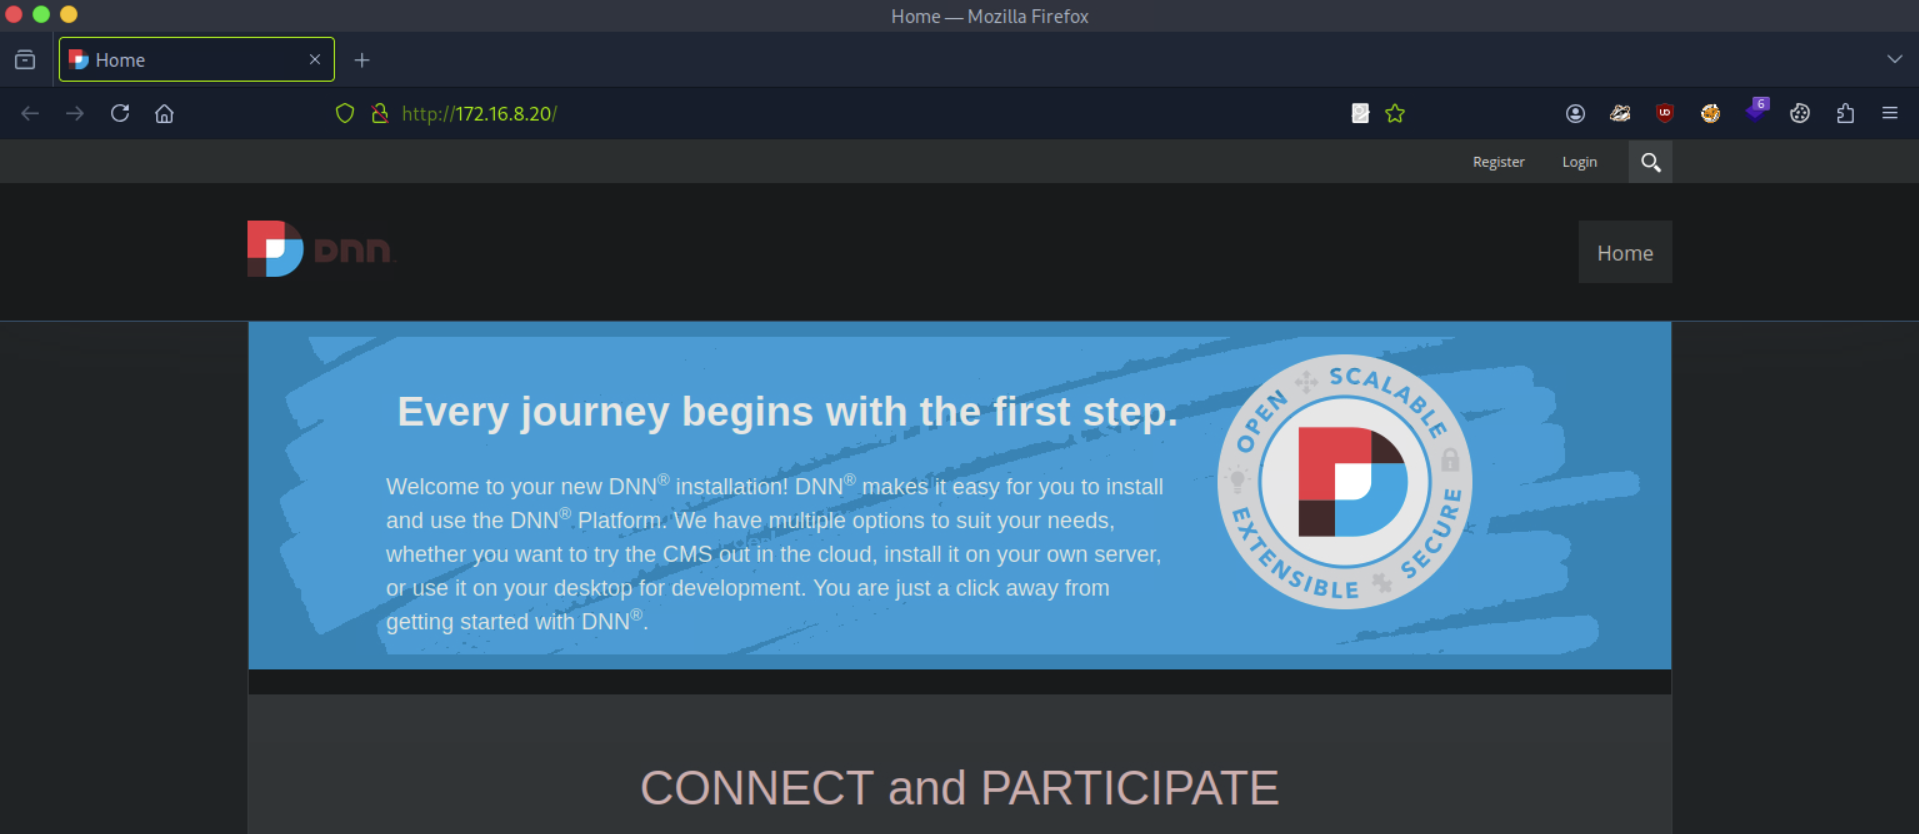 Home — Mozilla Firefox
Home
http://172.16.8.20/
6
Register Login
DNN
Home
Every journey begins with the first step.
Welcome to your new DNN® installation! DNN® makes it easy for you to install
and use the DNN® Platform. We have multiple options to suit your needs,
whether you want to try the CMS out in the cloud, install it on your own server,
or use it on your desktop for development. You are just a click away from
getting started with DNN®.
OPEN SCALABLE SECURE EXTENSIBLE
CONNECT and PARTICIPATE